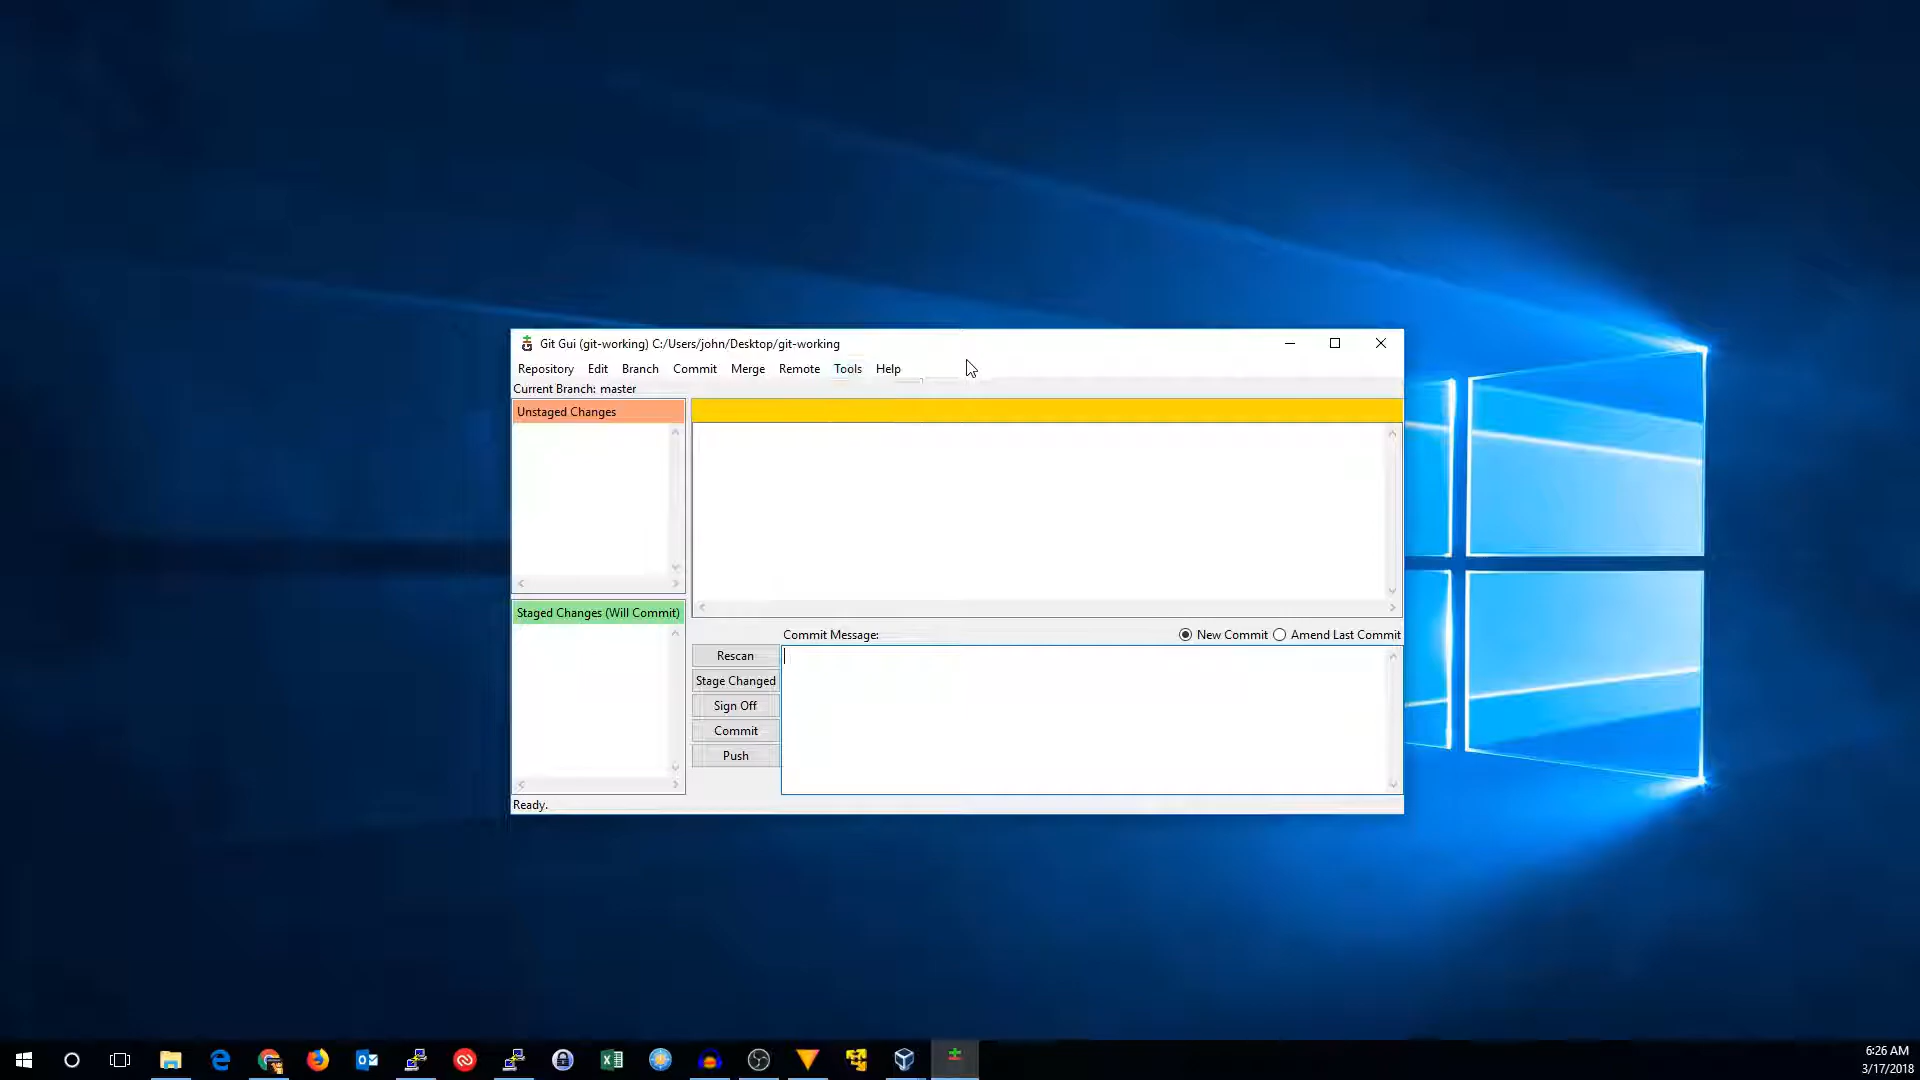 Git Gui (git-working) C:/Users/john/Desktop/git-working
Repository Edit Branch Commit Merge Remote Tools Help
Current Branch: master
Unstaged Changes
Staged Changes (Will Commit)
Commit Message:
New Commit
Amend Last Commit
Rescan
Stage Changed
Sign Off
Commit
Push
Ready.
6:26 AM
3/17/2018